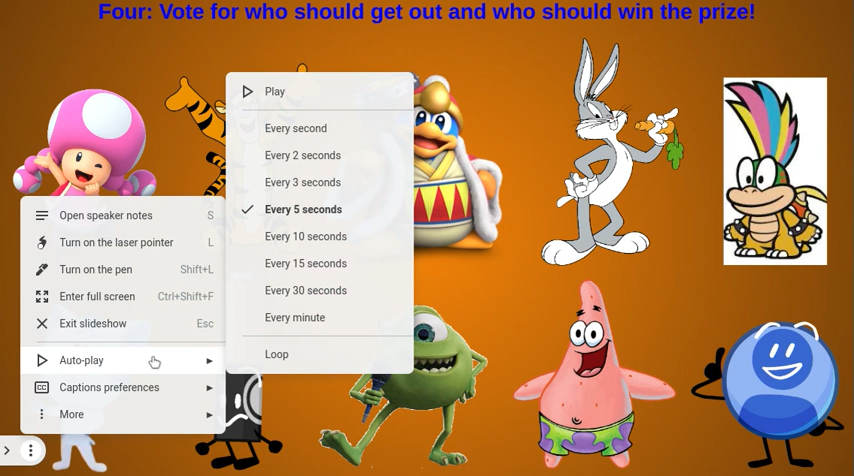 Four: Vote for who should get out and who should win the prize!
Play
Every second
Every 2 seconds
Every 3 seconds
Every 5 seconds
Every 10 seconds
Every 15 seconds
Every 30 seconds
Every minute
Loop
Open speaker notes S
Turn on the laser pointer L
Turn on the pen Shift+L
Enter full screen Ctrl+Shift+F
Exit slideshow Esc
Auto-play
CC Captions preferences
More